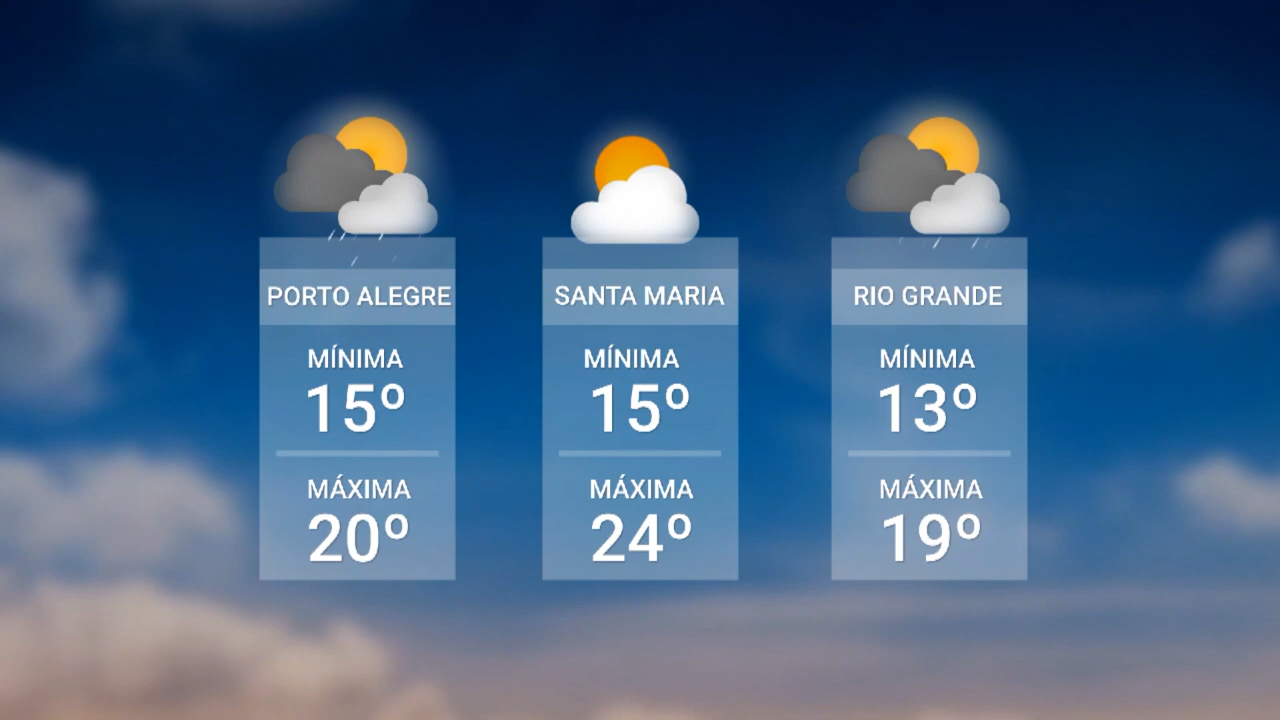 PORTO ALEGRE
MÍNIMA
15º
MÁXIMA
20º
SANTA MARIA
MÍNIMA
15º
MÁXIMA
24º
RIO GRANDE
MÍNIMA
13º
MÁXIMA
19º